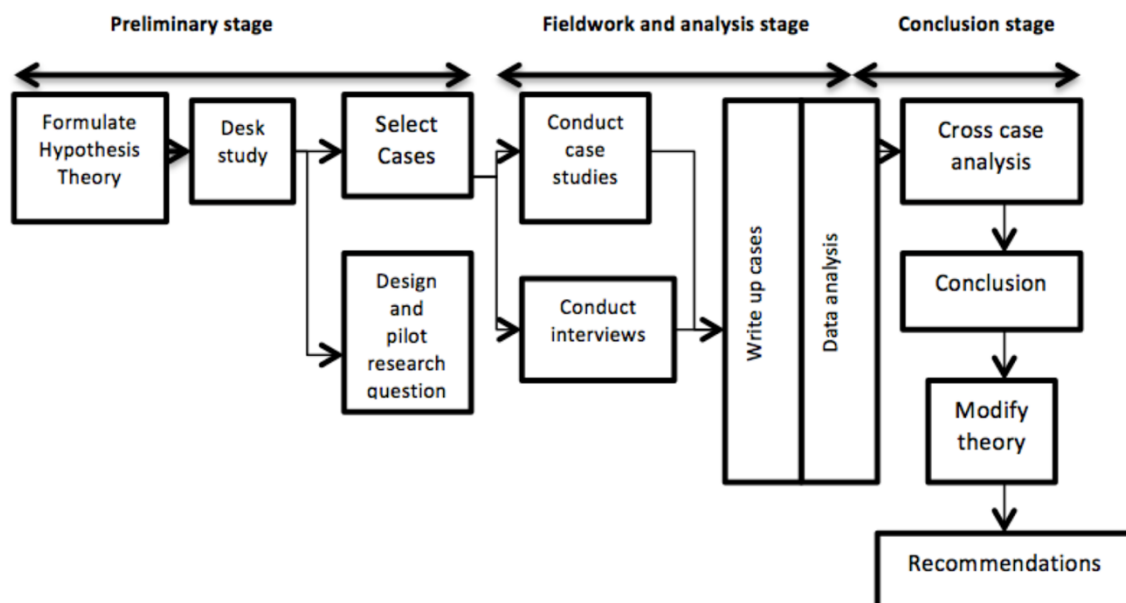 Preliminary stage
Fieldwork and analysis stage
Conclusion stage
Formulate
Hypothesis
Theory
Desk
study
Select
Cases
Design
and
pilot
research
question
Conduct
case
studies
Conduct
interviews
Write up cases
Data analysis
Cross case
analysis
Conclusion
Modify
theory
Recommendations